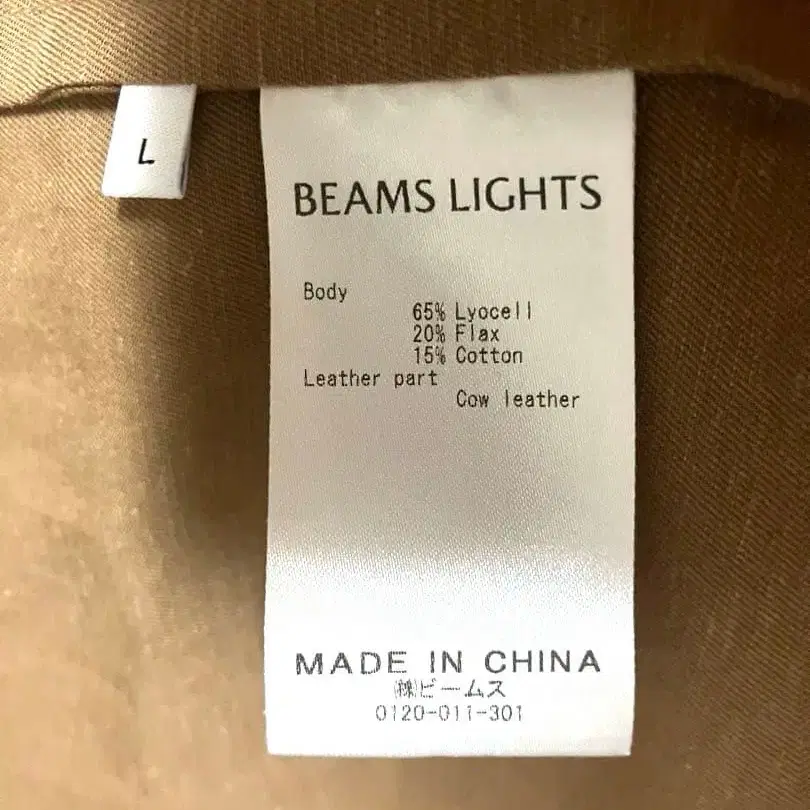 L
BEAMS LIGHTS
Body
65% Lyocell
20% Flax
15% Cotton
Leather part
Cow leather
MADE IN CHINA
㈱ビームス
0120-011-301